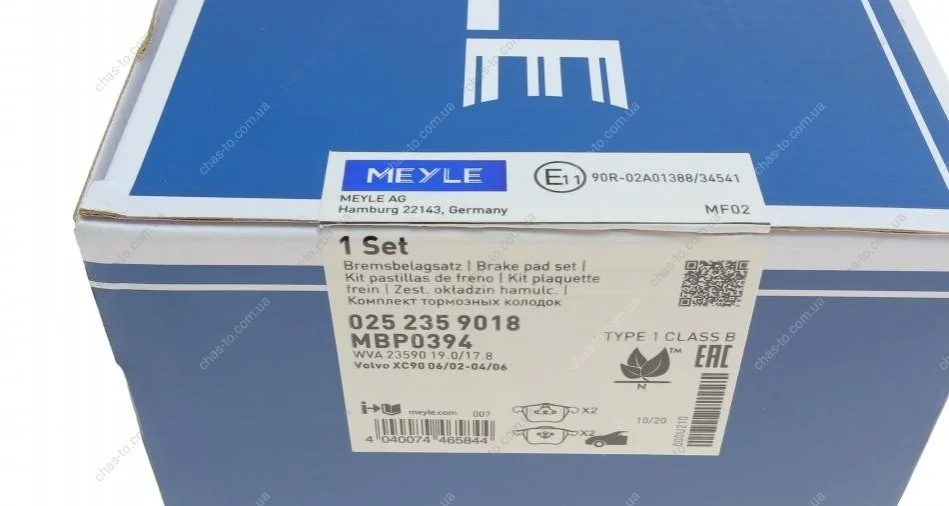 LE
MEYLE
E11 90R-02A01388/34541
MEYLE AG
Hamburg 22143, Germany
MF02
1 Set
Bremsbelagsatz | Brake pad set |
Kit pastillas de freno | Kit plaquette
frein | Zest. okładzin hamulc. |
Комплект тормозных колодок
025 235 9018
MBP0394
TYPE 1 CLASS B
WVA 23590 19.0/17.8
Volvo XC90 06/02-04/06
TM
EAC
N
meyle.com
007
X2
X2
10/20
4 040074 465844
000U210
chas-to.com.ua